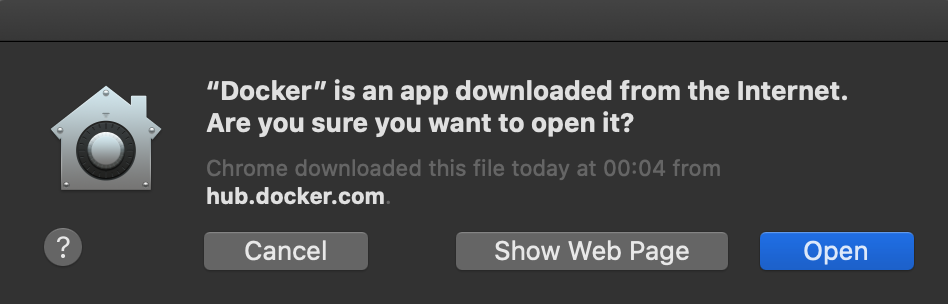 “Docker” is an app downloaded from the Internet.
Are you sure you want to open it?
Chrome downloaded this file today at 00:04 from
hub.docker.com.
?
Cancel
Show Web Page
Open